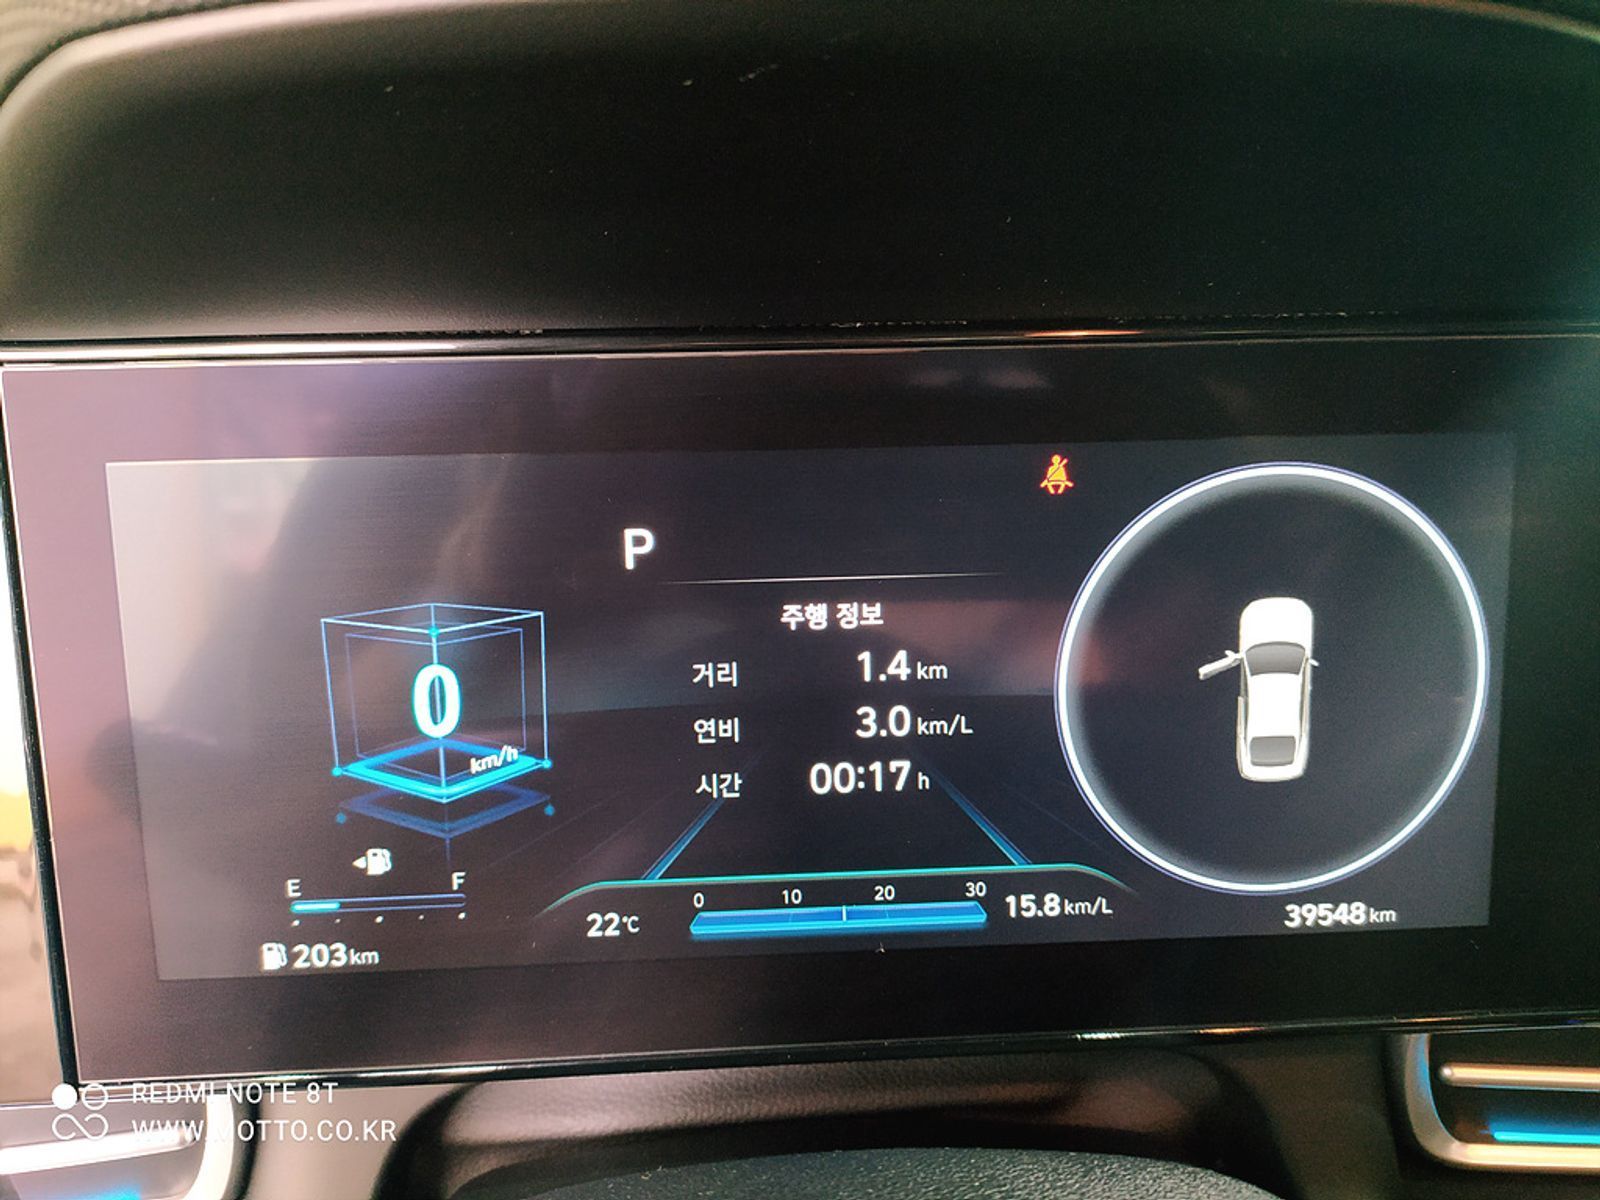 P
주행 정보
거리 1.4 km
연비 3.0 km/L
시간 00:17 h
0
km/h
E F
203 km
22°C
0 10 20 30
15.8 km/L
39548 km
REDMI NOTE 8T
WWW.MOTTO.CO.KR